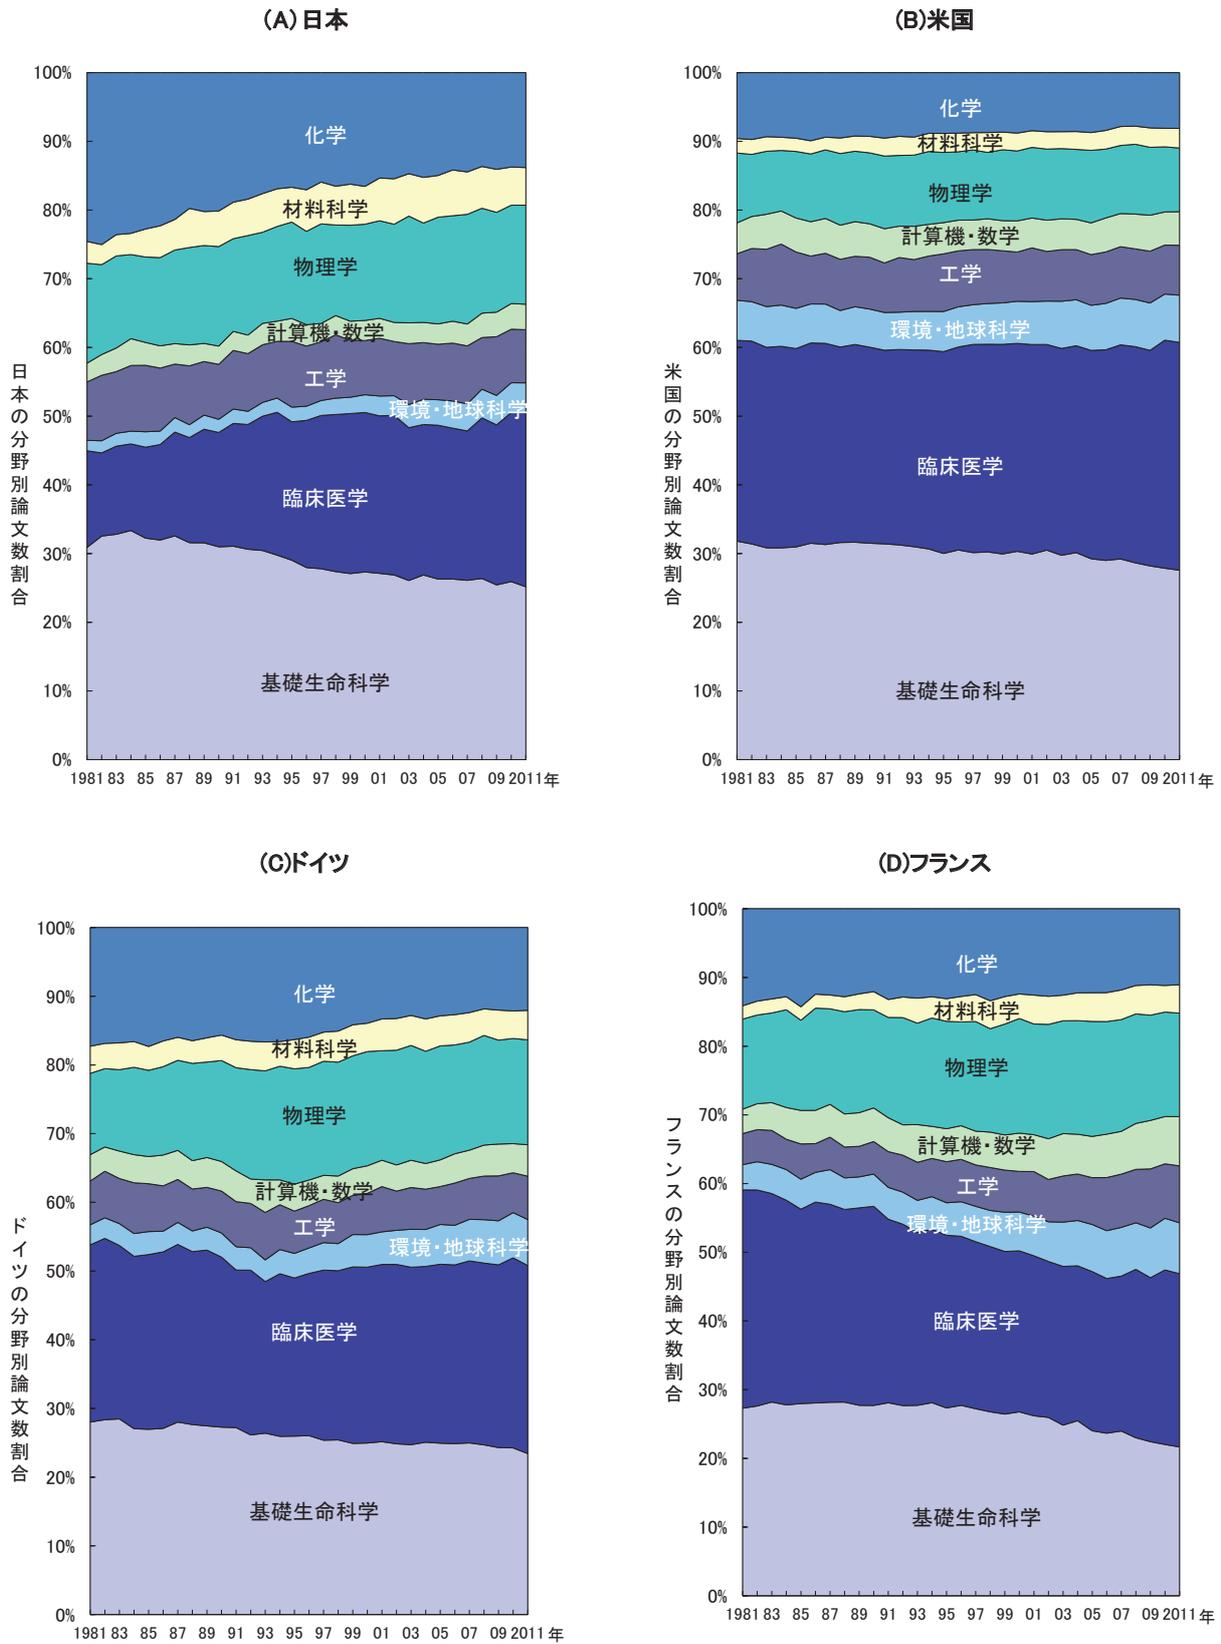 (A)日本
100%
90%
80%
70%
60%
50%
40%
30%
20%
10%
0%
日本の分野別論文数割合
化学
材料科学
物理学
計算機・数学
工学
環境・地球科学
臨床医学
基礎生命科学
1981 83 85 87 89 91 93 95 97 99 01 03 05 07 09 2011年
(B)米国
100%
90%
80%
70%
60%
50%
40%
30%
20%
10%
0%
米国の分野別論文数割合
化学
材料科学
物理学
計算機・数学
工学
環境・地球科学
臨床医学
基礎生命科学
1981 83 85 87 89 91 93 95 97 99 01 03 05 07 09 2011年
(C)ドイツ
100%
90%
80%
70%
60%
50%
40%
30%
20%
10%
0%
ドイツの分野別論文数割合
化学
材料科学
物理学
計算機・数学
工学
環境・地球科学
臨床医学
基礎生命科学
1981 83 85 87 89 91 93 95 97 99 01 03 05 07 09 2011年
(D)フランス
100%
90%
80%
70%
60%
50%
40%
30%
20%
10%
0%
フランスの分野別論文数割合
化学
材料科学
物理学
計算機・数学
工学
環境・地球科学
臨床医学
基礎生命科学
1981 83 85 87 89 91 93 95 97 99 01 03 05 07 09 2011年